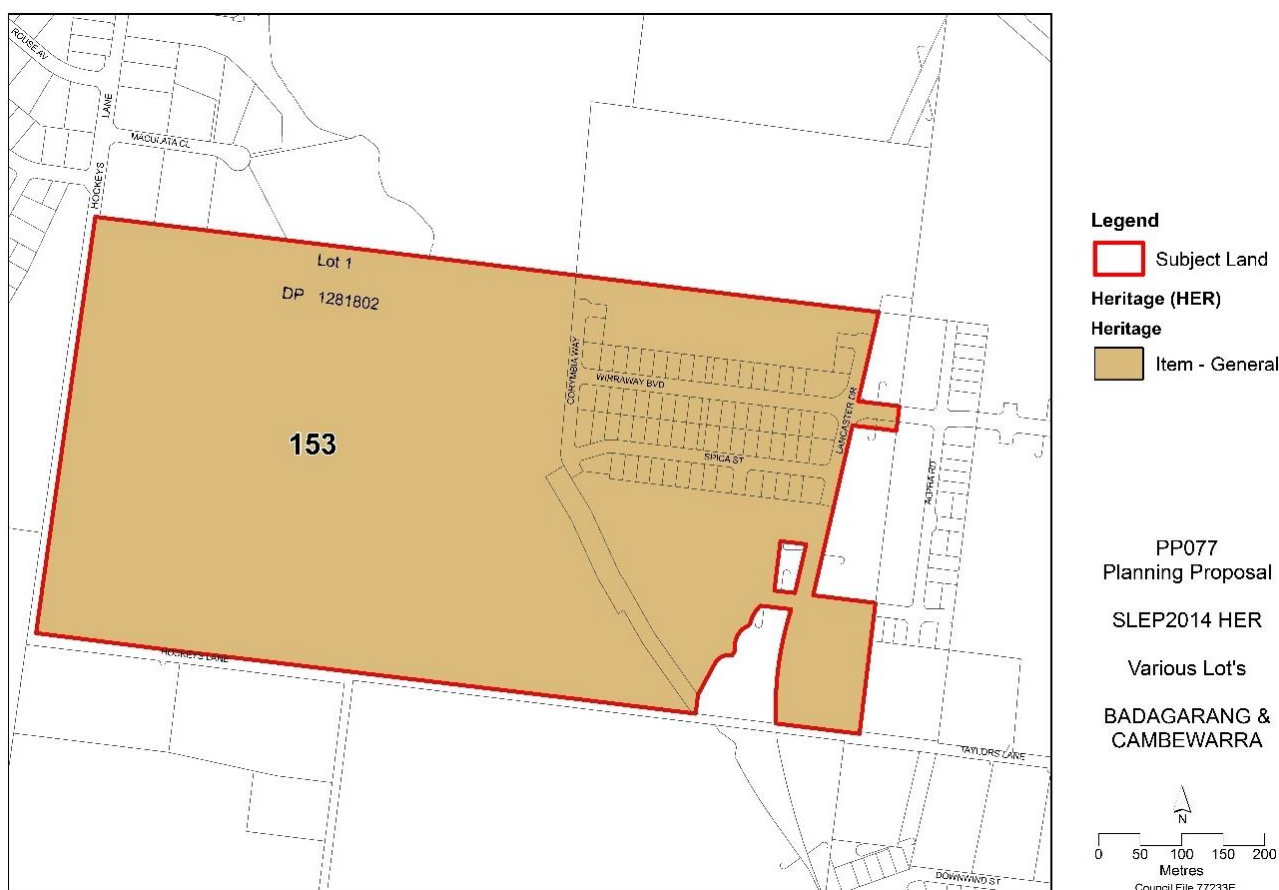 ROUSE AV
LANE
HOCKEYS
MACULATA CL
Lot 1
DP 1281802
153
CORYMBIA WAY
WIRRAWAY BVD
LANCASTER DR
SPICA ST
ALPHA RD
HOCKEYS LANE
TAYLORS LANE
DOWNWIND ST
Legend
Subject Land
Heritage (HER)
Heritage
Item - General
PP077
Planning Proposal
SLEP2014 HER
Various Lot's
BADAGARANG &
CAMBEWARRA
N
0 50 100 150 200
Metres
Council File 77233E